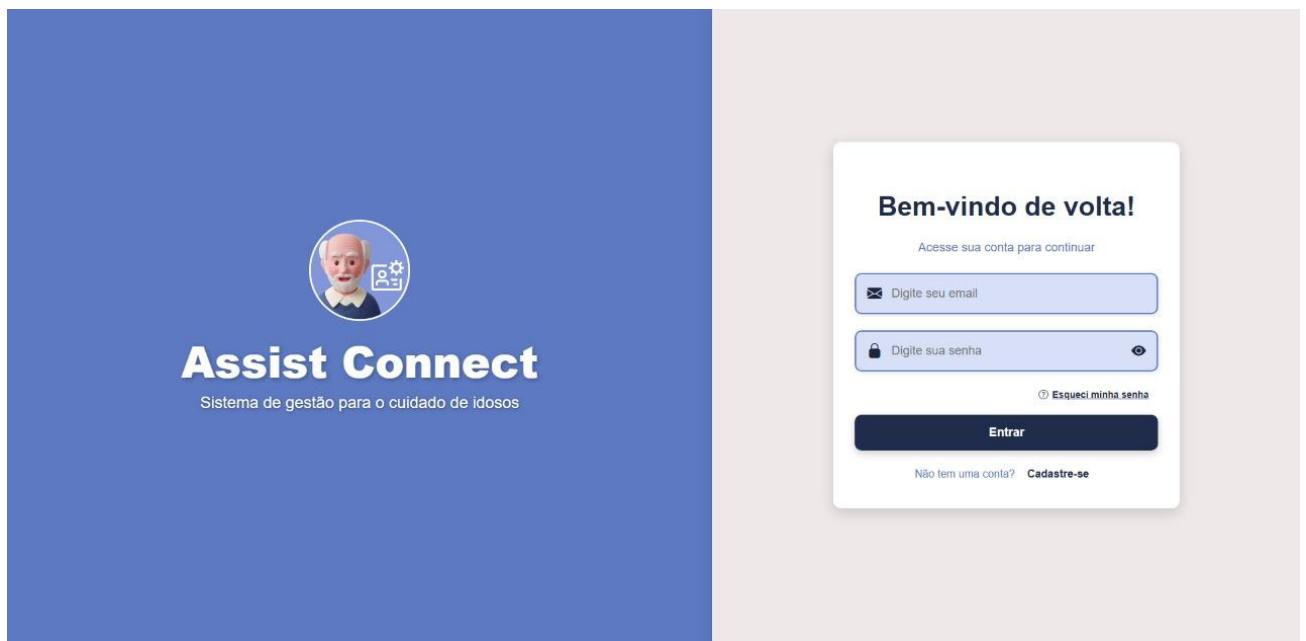 Assist Connect
Sistema de gestão para o cuidado de idosos
Bem-vindo de volta!
Acesse sua conta para continuar
Digite seu email
Digite sua senha
? Esqueci minha senha
Entrar
Não tem uma conta? Cadastre-se